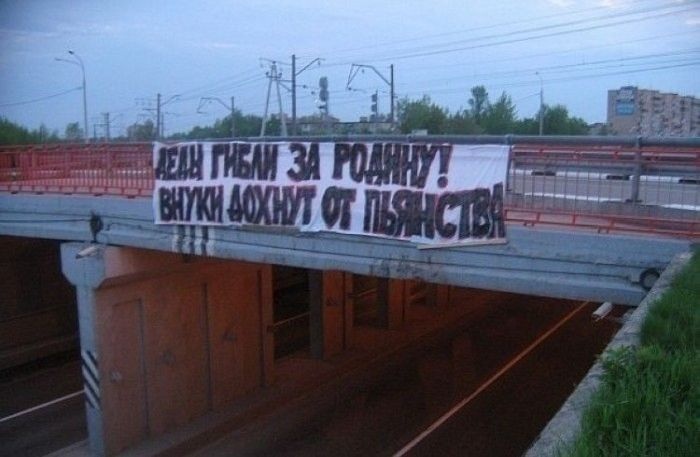 ДЕДЫ ГИБЛИ ЗА РОДИНУ!
ВНУКИ ДОХНУТ ОТ ПЬЯНСТВА